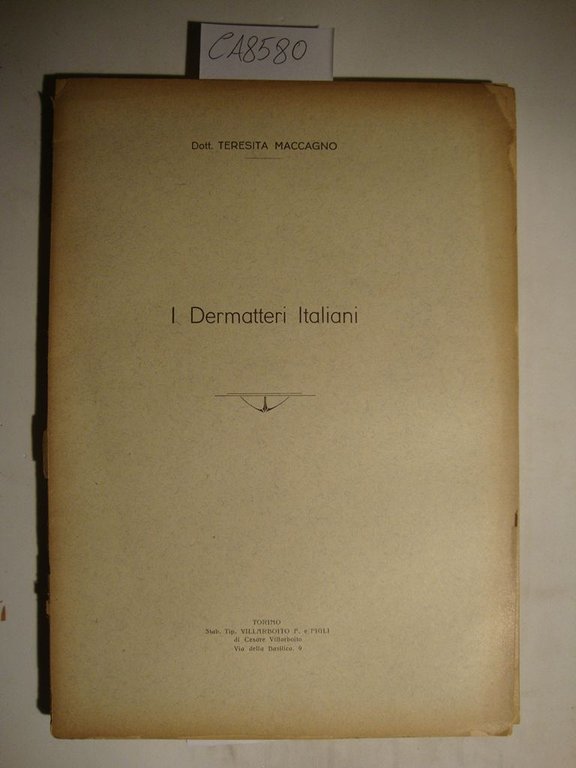 CA8580
Dott. TERESITA MACCAGNO
I Dermatteri Italiani
TORINO
Stab. Tip. VILLARBOITO F. e FIGLI
di Cesare Villarboito
Via della Basilica, 9